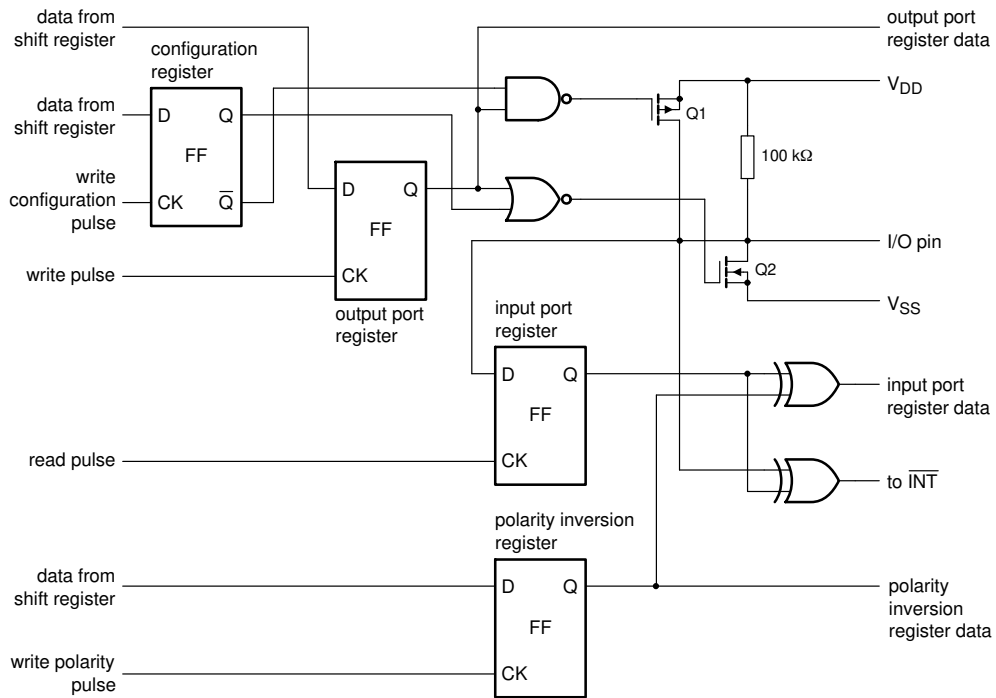 data from
shift register
configuration
register
output port
register data
data from
shift register
D
Q
FF
write
configuration
pulse
CK
Q̅
D
Q
FF
CK
write pulse
output port
register
Q1
V_DD
100 kΩ
I/O pin
Q2
V_SS
input port
register
D
Q
FF
CK
read pulse
input port
register data
to I̅N̅T̅
polarity inversion
register
data from
shift register
D
Q
FF
CK
write polarity
pulse
polarity
inversion
register data